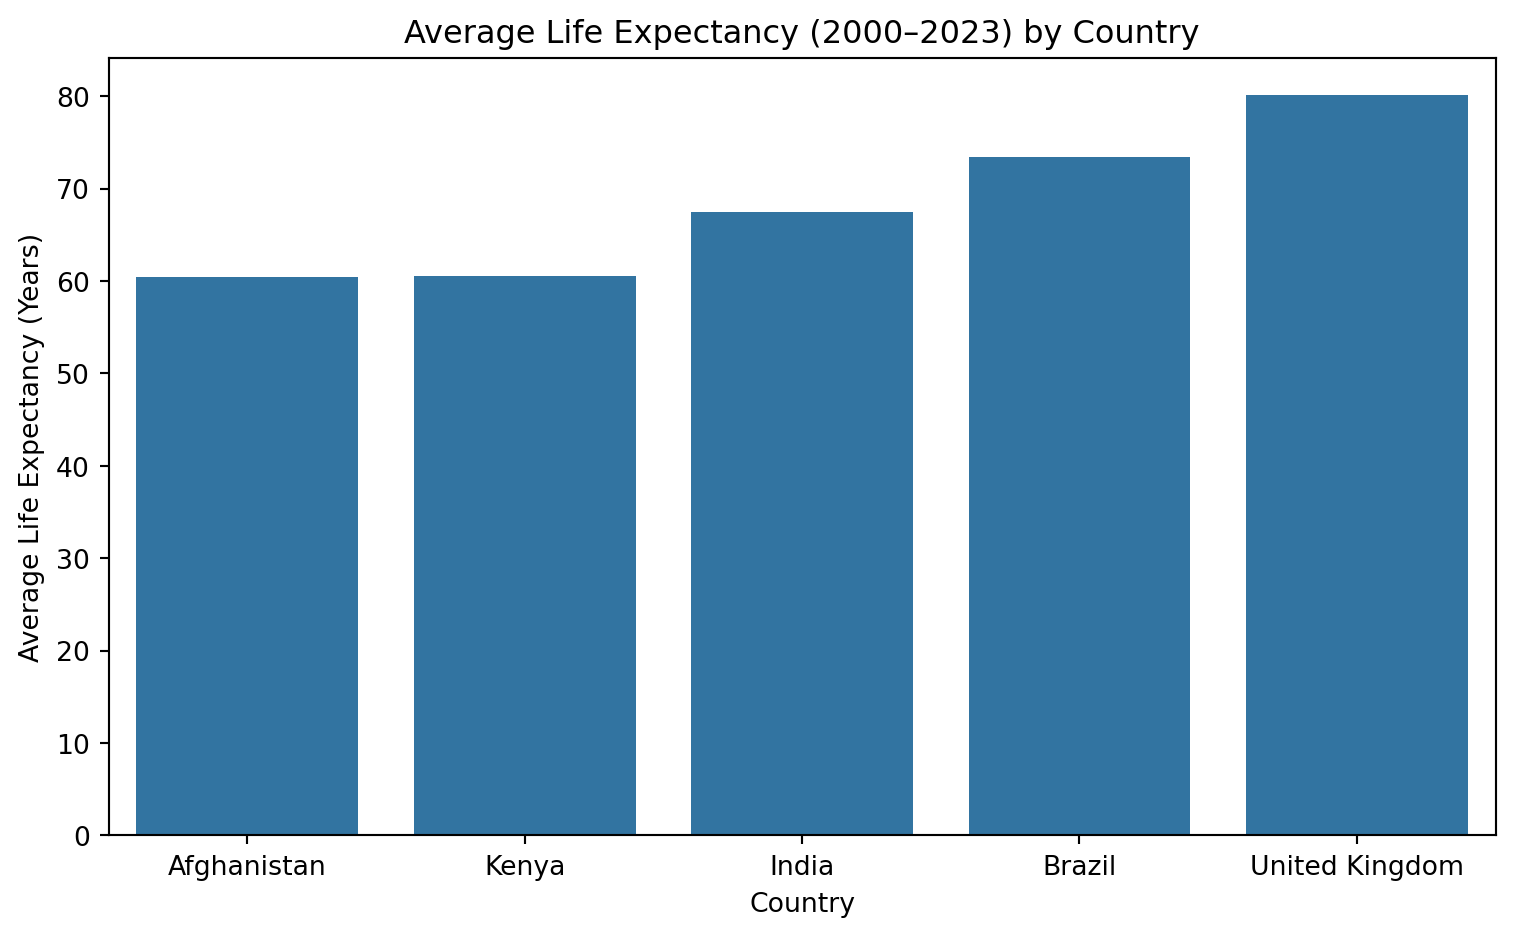 Average Life Expectancy (2000–2023) by Country
Average Life Expectancy (Years)
80
70
60
50
40
30
20
10
0
Afghanistan Kenya India Brazil United Kingdom
Country